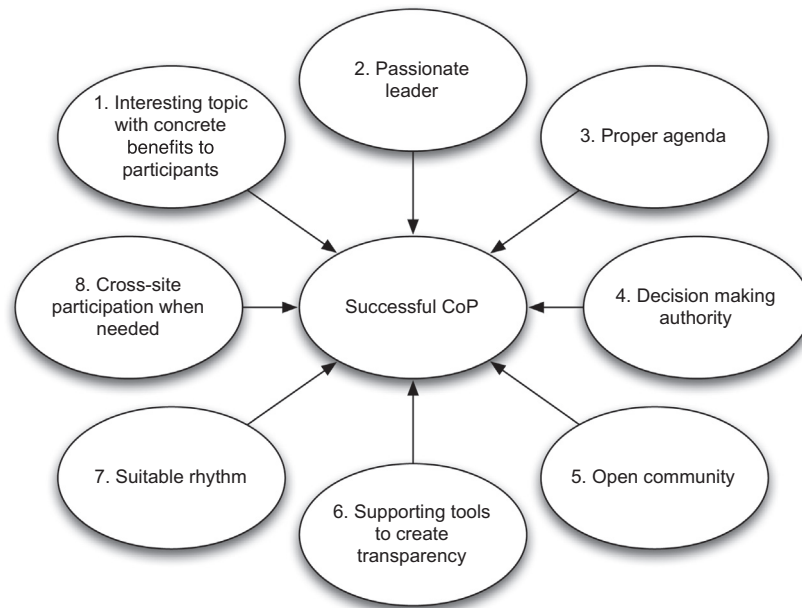 1. Interesting topic
with concrete
benefits to
participants
2. Passionate
leader
3. Proper agenda
4. Decision making
authority
5. Open community
6. Supporting tools
to create
transparency
7. Suitable rhythm
8. Cross-site
participation when
needed
Successful CoP